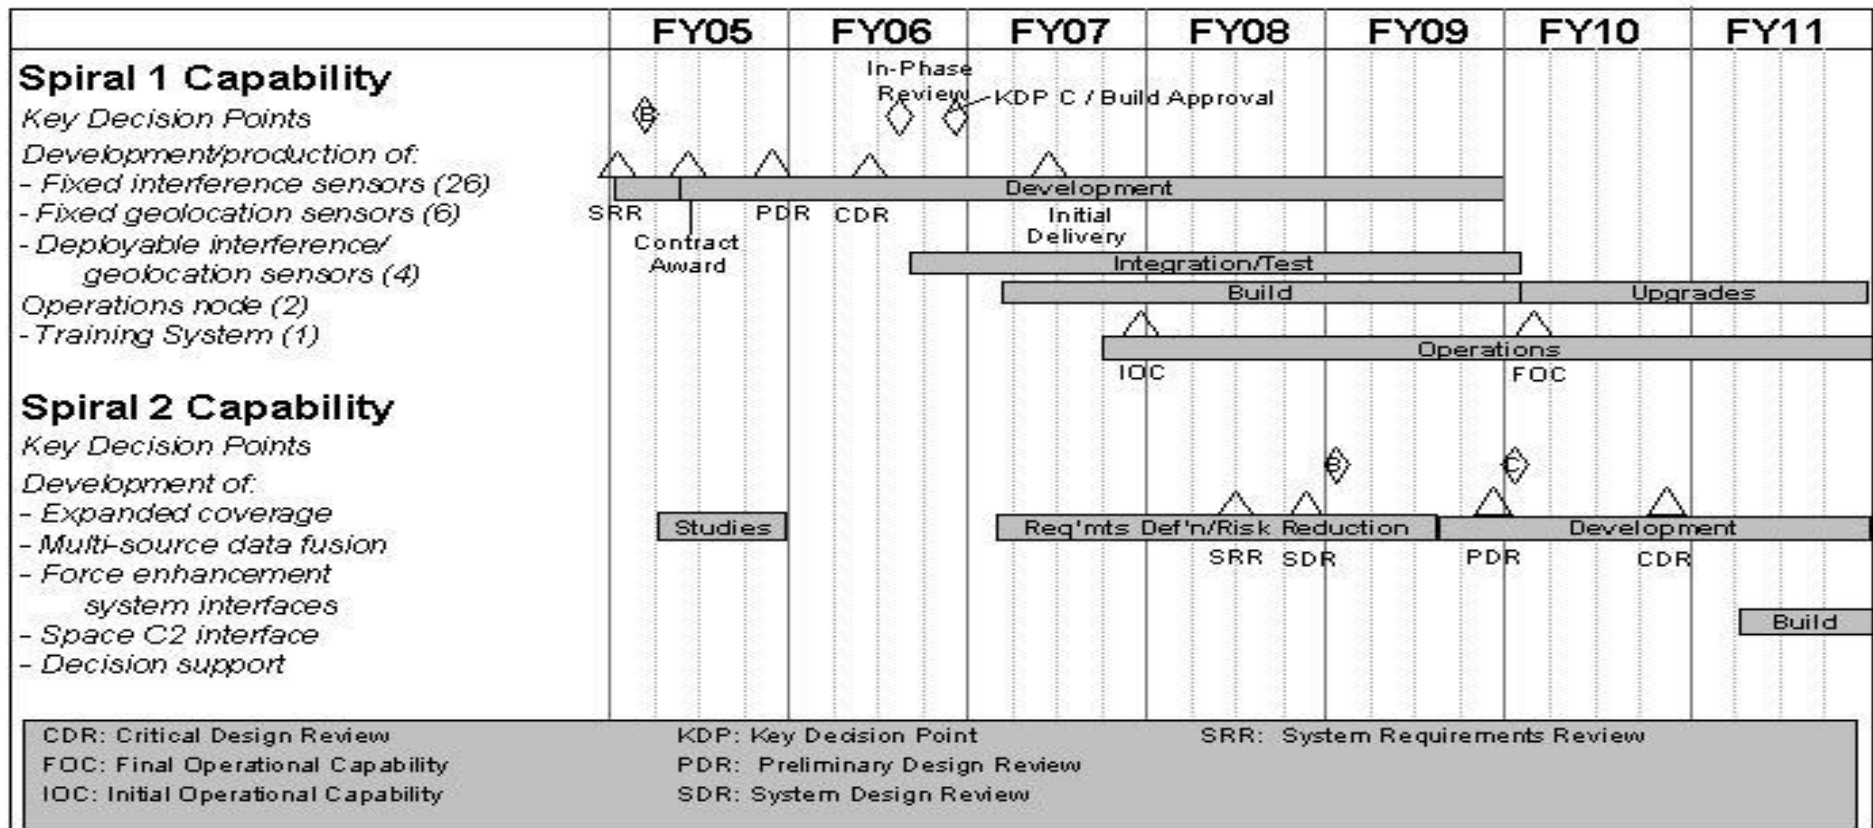 FY05 FY06 FY07 FY08 FY09 FY10 FY11
Spiral 1 Capability
In-Phase
Review
KDP C / Build Approval
Key Decision Points
B
Development/production of:
- Fixed interference sensors (26)
Development
- Fixed geolocation sensors (6)
SRR PDR CDR Initial
Delivery
Contract
Award
- Deployable interference/
geolocation sensors (4)
Integration/Test
Operations node (2)
Build Upgrades
- Training System (1)
Operations
IOC FOC
Spiral 2 Capability
Key Decision Points
B C
Development of:
- Expanded coverage
Studies Req'mts Def'n/Risk Reduction Development
- Multi-source data fusion
SRR SDR PDR CDR
- Force enhancement
system interfaces
- Space C2 interface
Build
- Decision support
CDR: Critical Design Review KDP: Key Decision Point SRR: System Requirements Review
FOC: Final Operational Capability PDR: Preliminary Design Review
IOC: Initial Operational Capability SDR: System Design Review